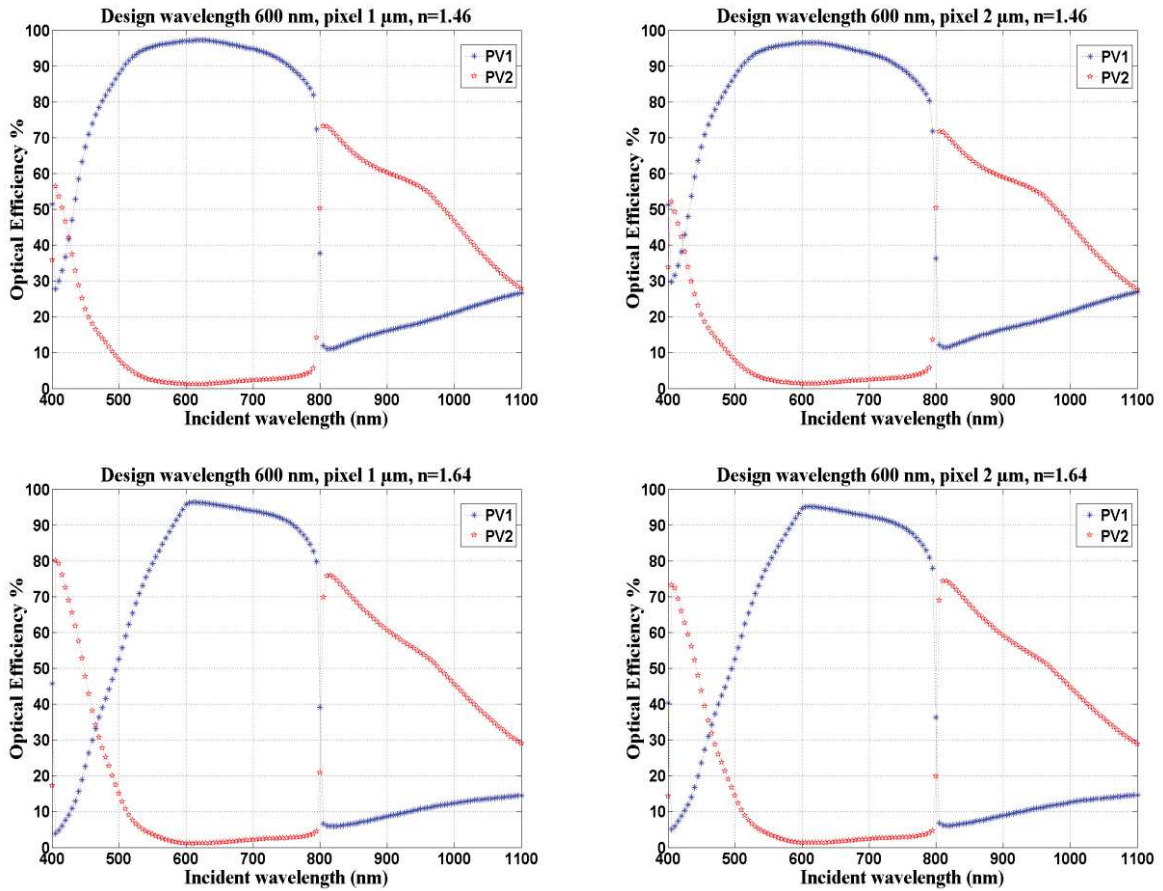 Design wavelength 600 nm, pixel 1 µm, n=1.46
Optical Efficiency %
100
90
80
70
60
50
40
30
20
10
0
PV1
PV2
400 500 600 700 800 900 1000 1100
Incident wavelength (nm)
Design wavelength 600 nm, pixel 2 µm, n=1.46
Optical Efficiency %
100
90
80
70
60
50
40
30
20
10
0
PV1
PV2
400 500 600 700 800 900 1000 1100
Incident wavelength (nm)
Design wavelength 600 nm, pixel 1 µm, n=1.64
Optical Efficiency %
100
90
80
70
60
50
40
30
20
10
0
PV1
PV2
400 500 600 700 800 900 1000 1100
Incident wavelength (nm)
Design wavelength 600 nm, pixel 2 µm, n=1.64
Optical Efficiency %
100
90
80
70
60
50
40
30
20
10
0
PV1
PV2
400 500 600 700 800 900 1000 1100
Incident wavelength (nm)